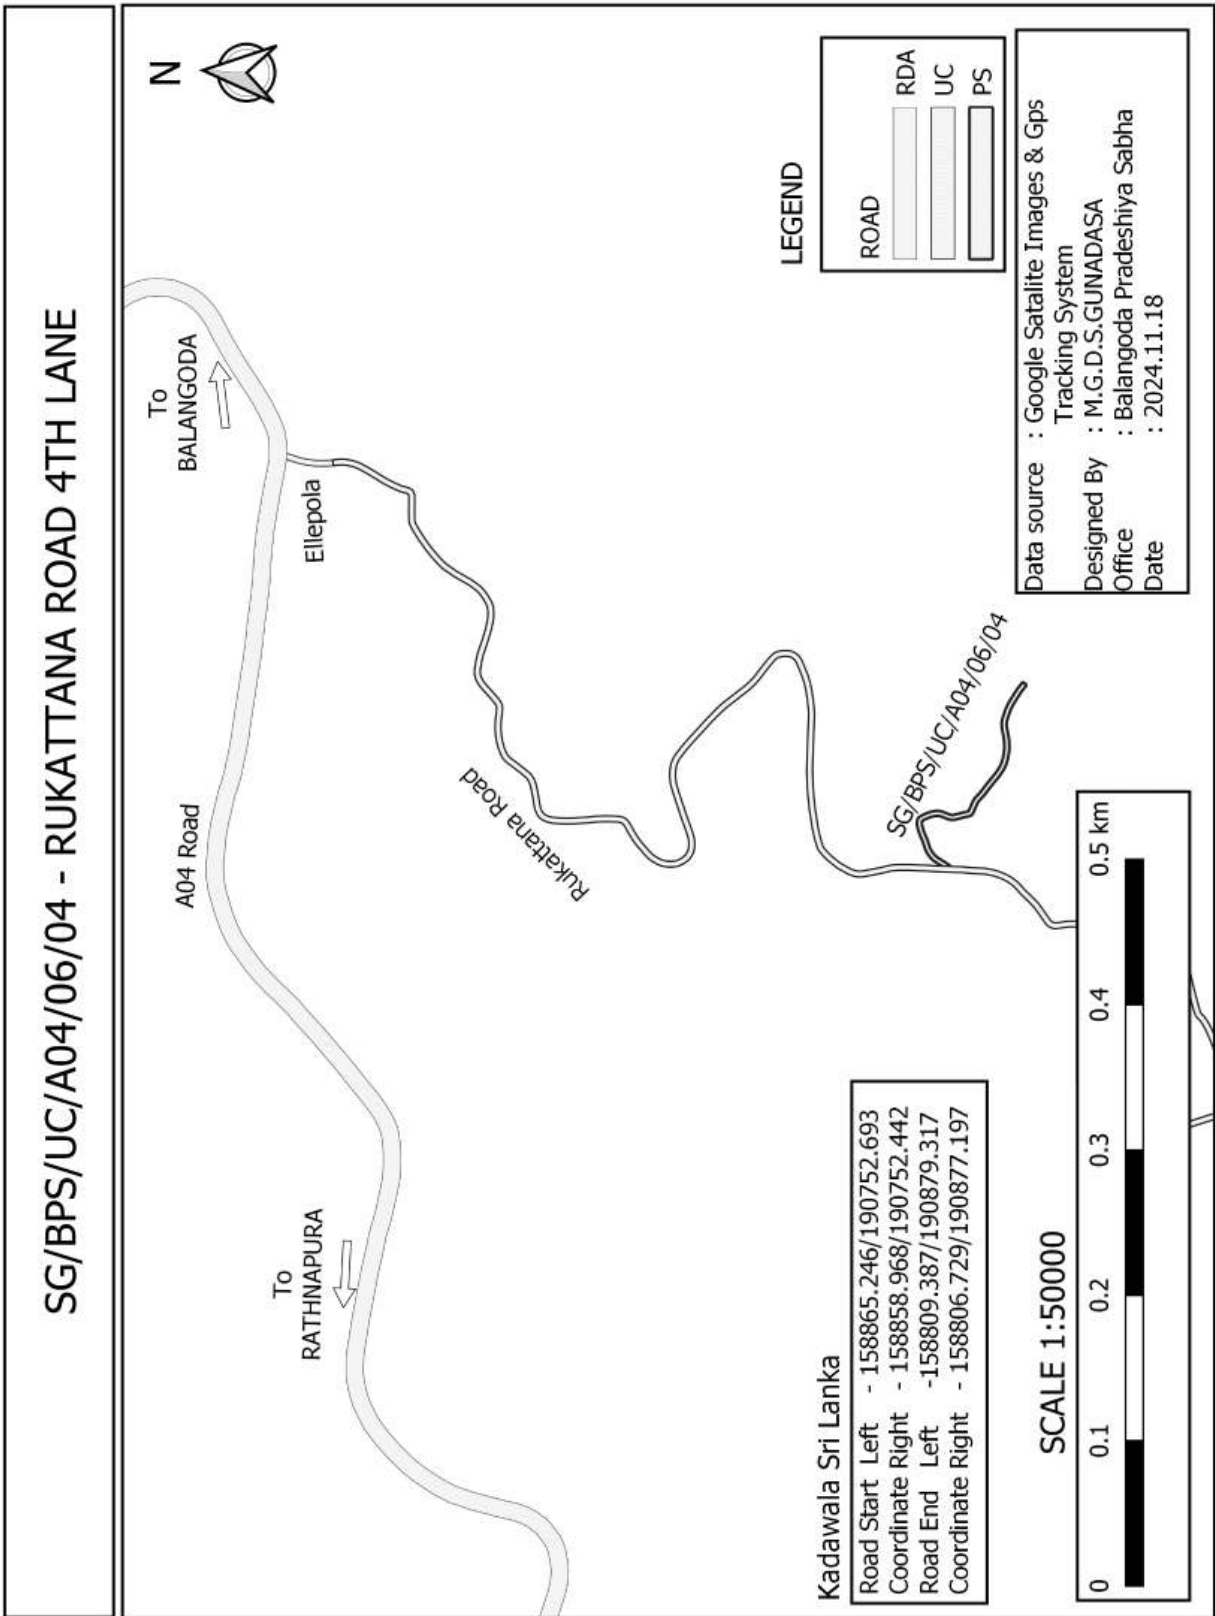 SG/BPS/UC/A04/06/04 - RUKATTANA ROAD 4TH LANE
N
To
BALANGODA
A04 Road
Ellepola
To
RATHNAPURA
Rukattana Road
SG/BPS/UC/A04/06/04
LEGEND
ROAD
RDA
UC
PS
Kadawala Sri Lanka
Road Start Left - 158865.246/190752.693
Coordinate Right - 158858.968/190752.442
Road End Left -158809.387/190879.317
Coordinate Right - 158806.729/190877.197
Data source : Google Satalite Images & Gps
Tracking System
Designed By : M.G.D.S.GUNADASA
Office : Balangoda Pradeshiya Sabha
Date : 2024.11.18
SCALE 1:50000
0 0.1 0.2 0.3 0.4 0.5 km